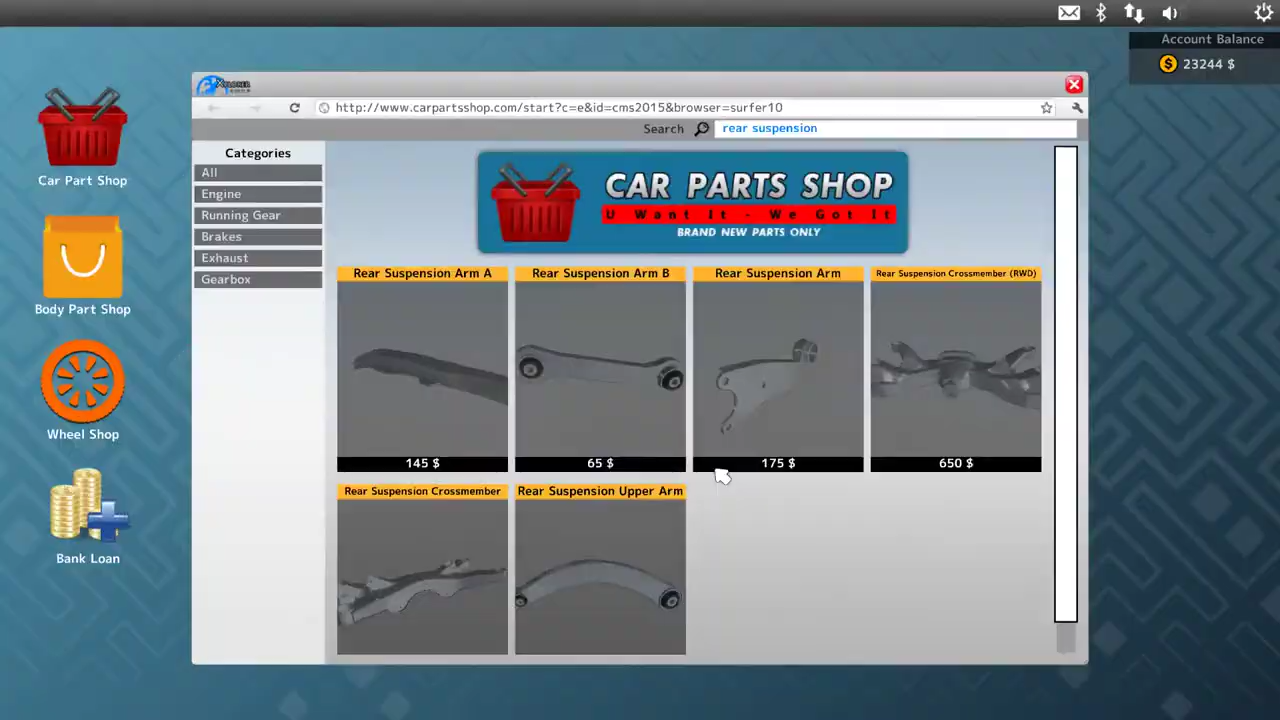 Account Balance
23244 $
http://www.carpartsshop.com/start?c=e&id=cms2015&browser=surfer10
Search
rear suspension
Categories
All
Engine
Running Gear
Brakes
Exhaust
Gearbox
Car Part Shop
Body Part Shop
Wheel Shop
Bank Loan
CAR PARTS SHOP
U Want It - We Got It
BRAND NEW PARTS ONLY
Rear Suspension Arm A
145 $
Rear Suspension Arm B
65 $
Rear Suspension Arm
175 $
Rear Suspension Crossmember (RWD)
650 $
Rear Suspension Crossmember
Rear Suspension Upper Arm